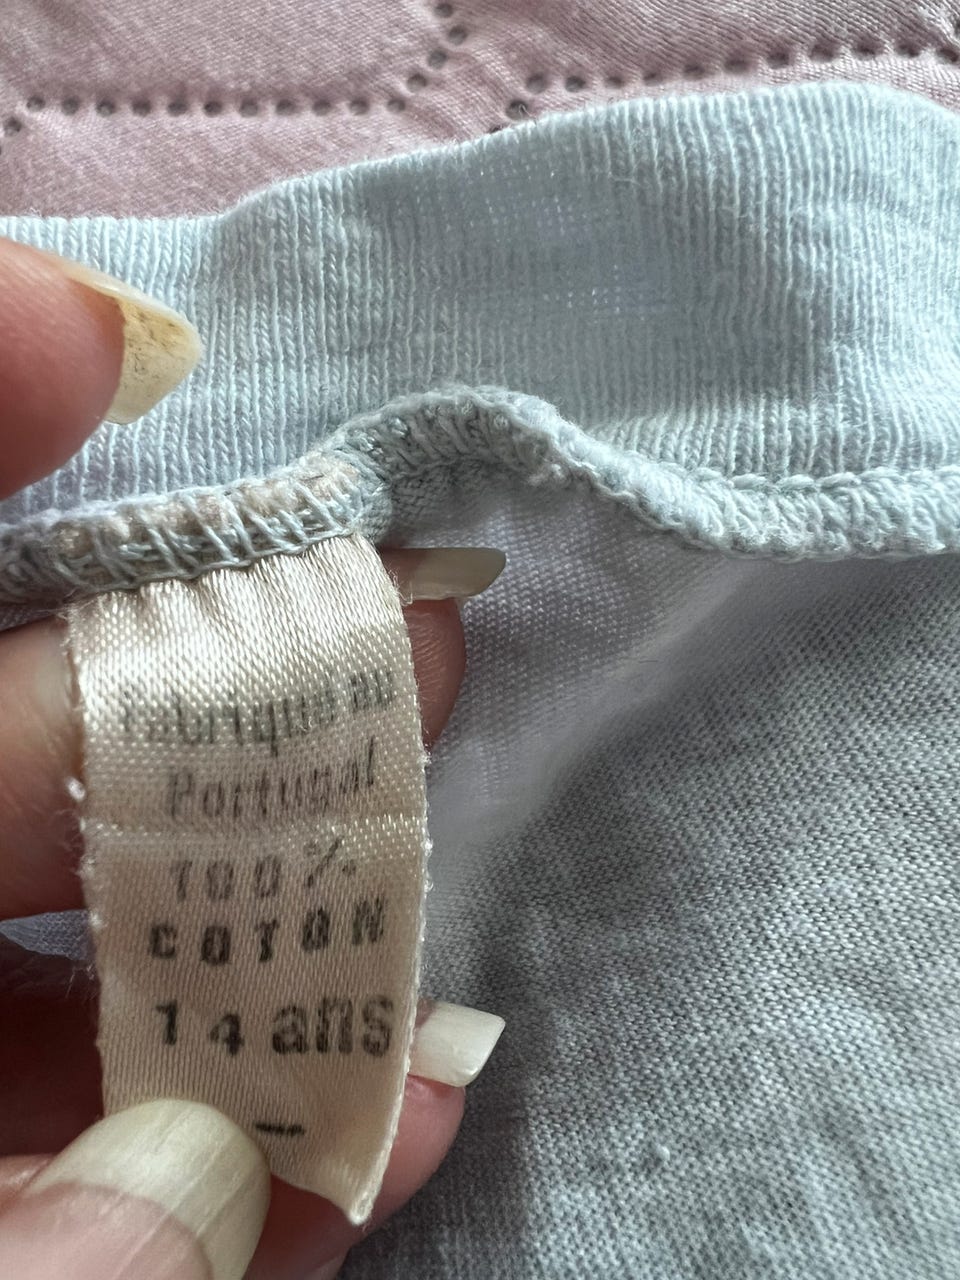 Fabriqué au
Portugal
100%
COTON
14 ans